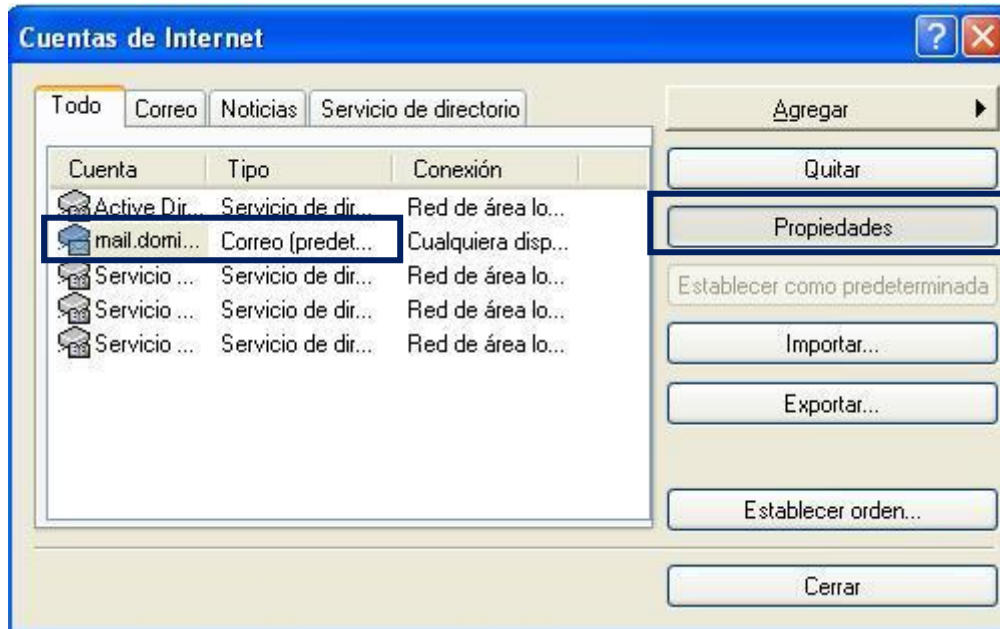 Cuentas de Internet
Todo Correo Noticias Servicio de directorio
Agregar
Cuenta Tipo Conexión
Quitar
Active Dir... Servicio de dir... Red de área lo...
Propiedades
mail.domi... Correo (predet... Cualquiera disp...
Servicio ... Servicio de dir... Red de área lo...
Establecer como predeterminada
Servicio ... Servicio de dir... Red de área lo...
Servicio ... Servicio de dir... Red de área lo...
Importar...
Exportar...
Establecer orden...
Cerrar